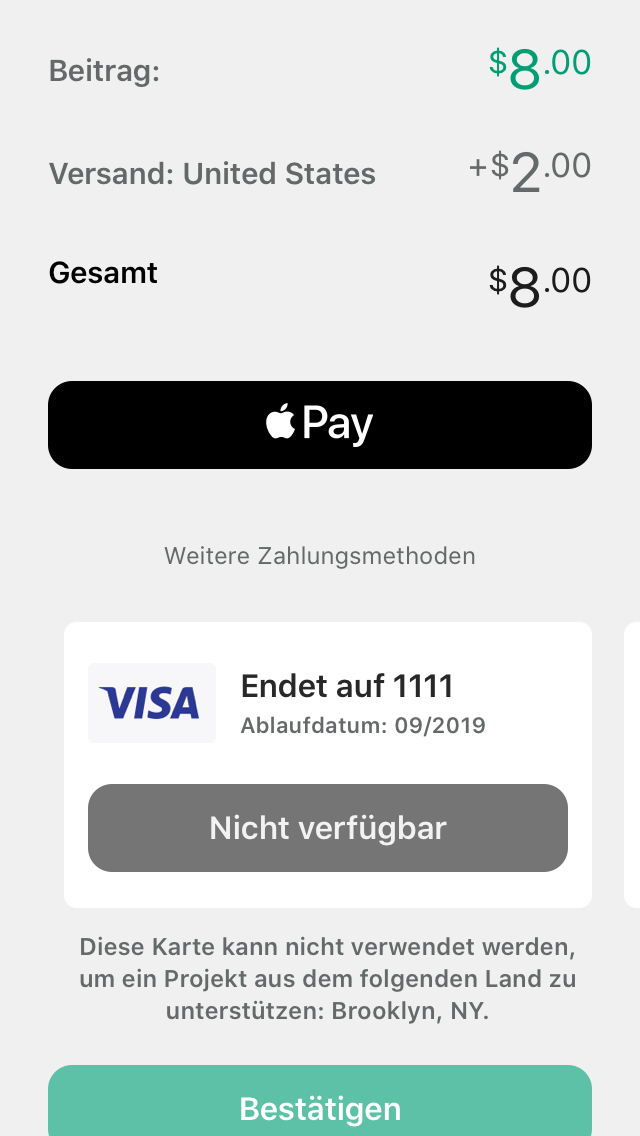 Beitrag: $8.00
Versand: United States +$2.00
Gesamt $8.00
Pay
Weitere Zahlungsmethoden
VISA
Endet auf 1111
Ablaufdatum: 09/2019
Nicht verfügbar
Diese Karte kann nicht verwendet werden,
um ein Projekt aus dem folgenden Land zu
unterstützen: Brooklyn, NY.
Bestätigen